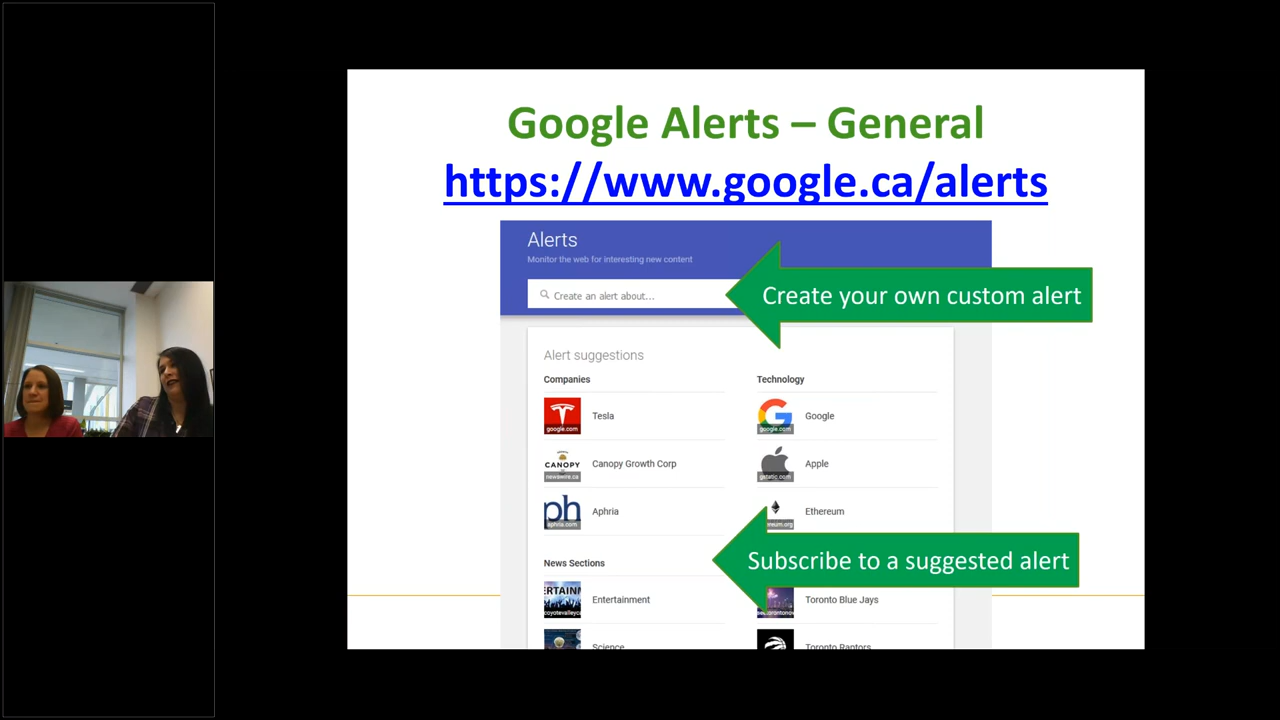 Google Alerts – General
https://www.google.ca/alerts
Alerts
Monitor the web for interesting new content
Create an alert about...
Create your own custom alert
Alert suggestions
Companies
Technology
Tesla
google.com
Google
google.com
CANOPY
newswire.ca
Canopy Growth Corp
Apple
gstatic.com
ph
aphria.com
Aphria
Ethereum
ereum.org
Subscribe to a suggested alert
News Sections
ERTAINM
Entertainment
Toronto Blue Jays
Science
Toronto Raptors